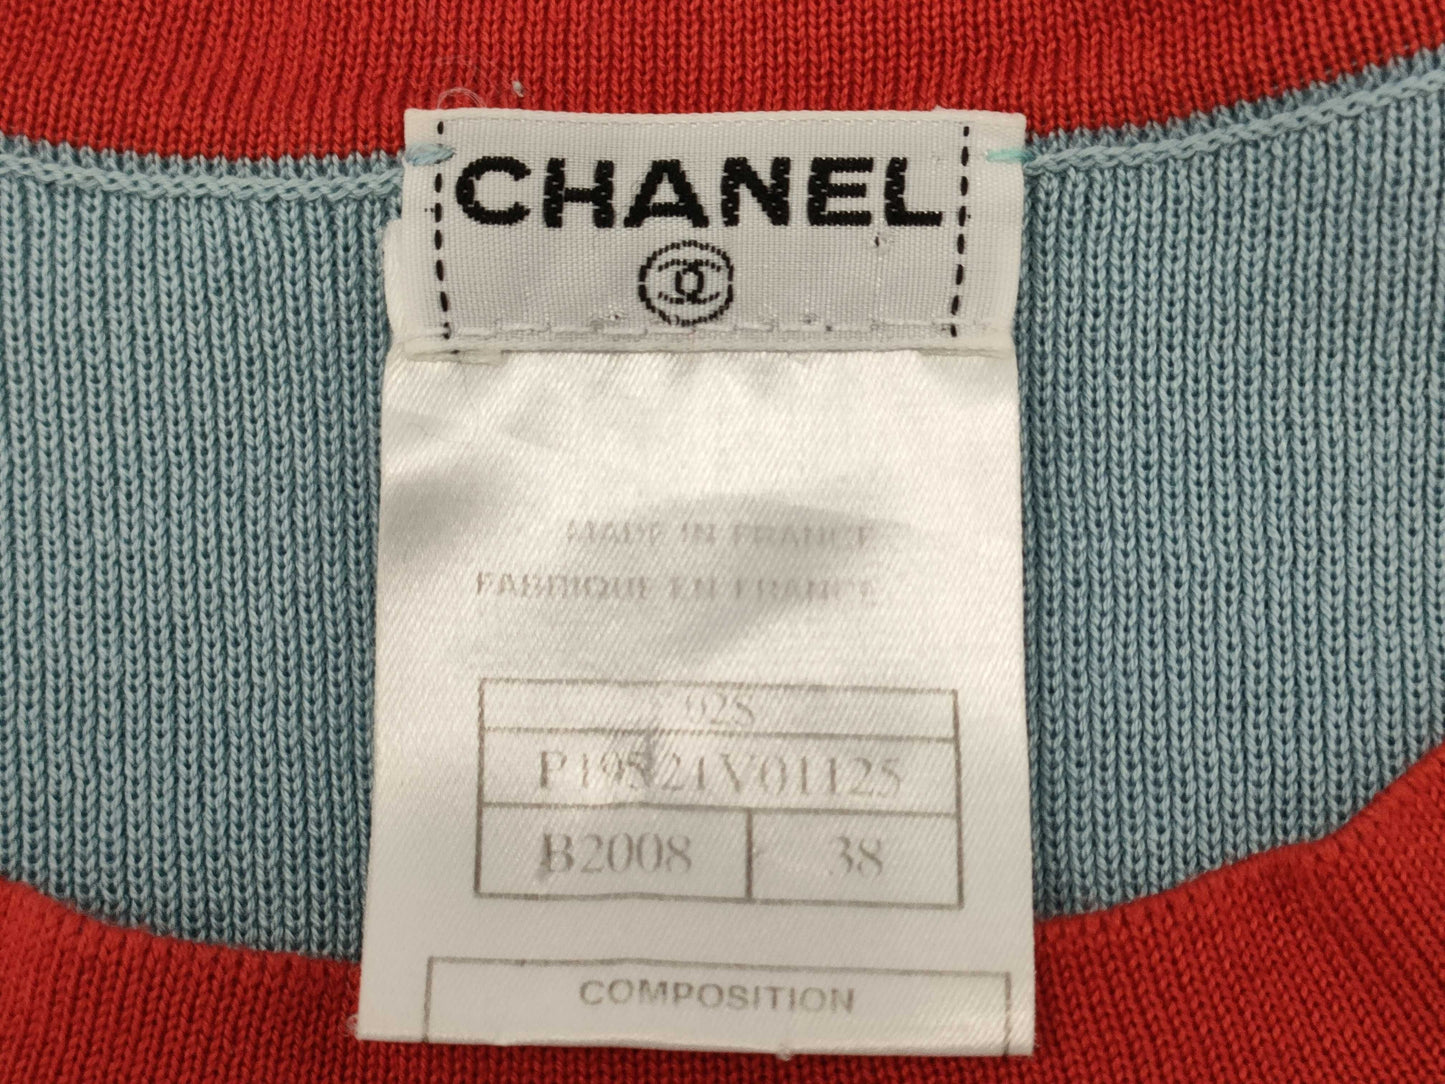 CHANEL
MADE IN FRANCE
FABRIQUE EN FRANCE
02S
P19521V01125
B2008 38
COMPOSITION